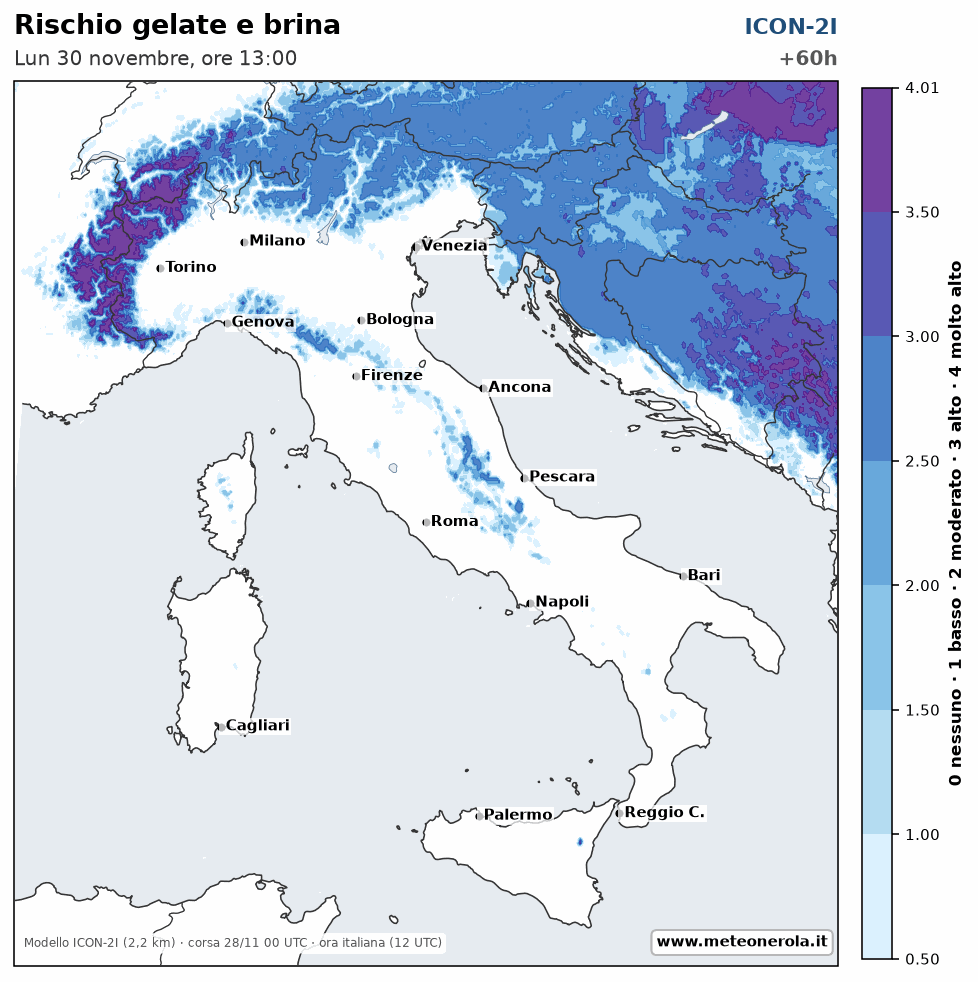 Rischio gelate e brina
ICON-2I
Lun 30 novembre, ore 13:00
+60h
4.01
3.50
3.00
2.50
2.00
1.50
1.00
0.50
0 nessuno · 1 basso · 2 moderato · 3 alto · 4 molto alto
Milano
Venezia
Torino
Genova
Bologna
Firenze
Ancona
Pescara
Roma
Bari
Napoli
Cagliari
Palermo
Reggio C.
Modello ICON-2I (2,2 km) · corsa 28/11 00 UTC · ora italiana (12 UTC)
www.meteonerola.it